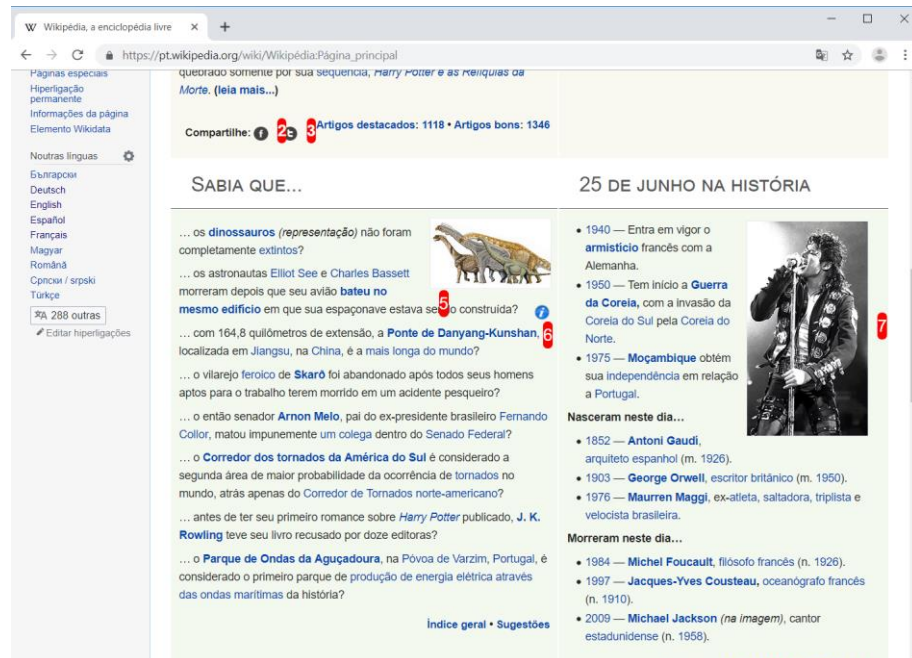 Wikipédia, a enciclopédia livre
https://pt.wikipedia.org/wiki/Wikipédia:Página_principal
Páginas especiais
Hiperligação
permanente
Informações da página
Elemento Wikidata
Noutras línguas
Български
Deutsch
English
Español
Français
Magyar
Română
Српски / srpski
Türkçe
288 outras
Editar hiperligações
quebrado somente por sua sequência, Harry Potter e as Relíquias da
Morte. (leia mais...)
Compartilhe:
2
3
Artigos destacados: 1118 • Artigos bons: 1346
SABIA QUE...
… os dinossauros (representação) não foram
completamente extintos?
… os astronautas Elliot See e Charles Bassett
morreram depois que seu avião bateu no
mesmo edifício em que sua espaçonave estava
5
construída?
… com 164,8 quilômetros de extensão, a Ponte de Danyang-Kunshan,
6
localizada em Jiangsu, na China, é a mais longa do mundo?
… o vilarejo feroico de Skarð foi abandonado após todos seus homens
aptos para o trabalho terem morrido em um acidente pesqueiro?
… o então senador Arnon Melo, pai do ex-presidente brasileiro Fernando
Collor, matou impunemente um colega dentro do Senado Federal?
… o Corredor dos tornados da América do Sul é considerado a
segunda área de maior probabilidade da ocorrência de tornados no
mundo, atrás apenas do Corredor de Tornados norte-americano?
… antes de ter seu primeiro romance sobre Harry Potter publicado, J. K.
Rowling teve seu livro recusado por doze editoras?
… o Parque de Ondas da Aguçadoura, na Póvoa de Varzim, Portugal, é
considerado o primeiro parque de produção de energia elétrica através
das ondas marítimas da história?
Índice geral • Sugestões
25 DE JUNHO NA HISTÓRIA
• 1940 — Entra em vigor o
armistício francês com a
Alemanha.
• 1950 — Tem início a Guerra
da Coreia, com a invasão da
Coreia do Sul pela Coreia do
Norte.
• 1975 — Moçambique obtém
sua independência em relação
a Portugal.
7
Nasceram neste dia…
• 1852 — Antoni Gaudí,
arquiteto espanhol (m. 1926).
• 1903 — George Orwell, escritor britânico (m. 1950).
• 1976 — Maurren Maggi, ex-atleta, saltadora, triplista e
velocista brasileira.
Morreram neste dia…
• 1984 — Michel Foucault, filósofo francês (n. 1926).
• 1997 — Jacques-Yves Cousteau, oceanógrafo francês
(n. 1910).
• 2009 — Michael Jackson (na imagem), cantor
estadunidense (n. 1958).